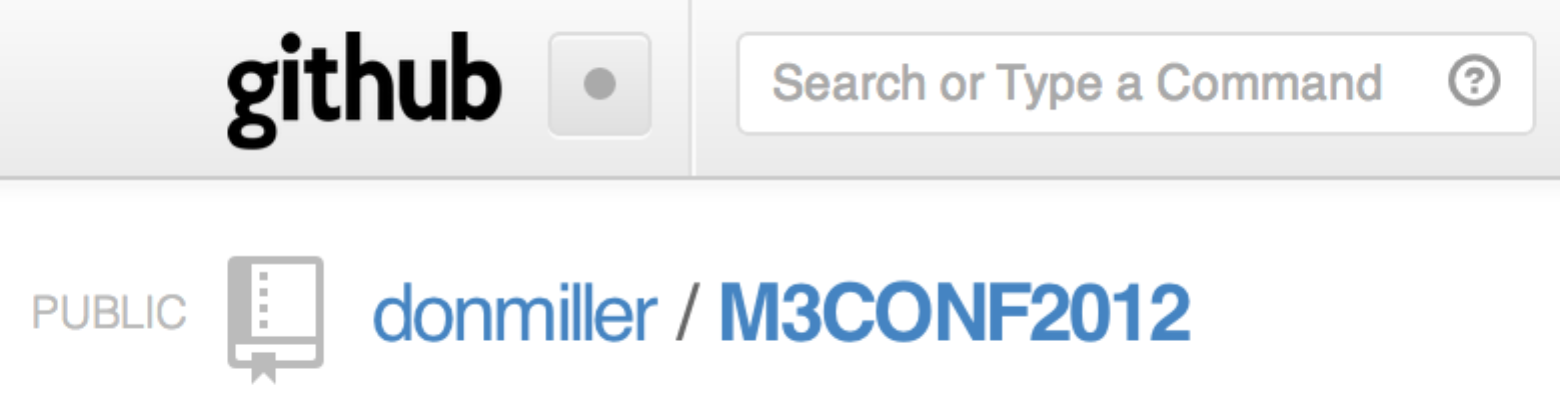 github Search or Type a Command ?
PUBLIC donmiller / M3CONF2012